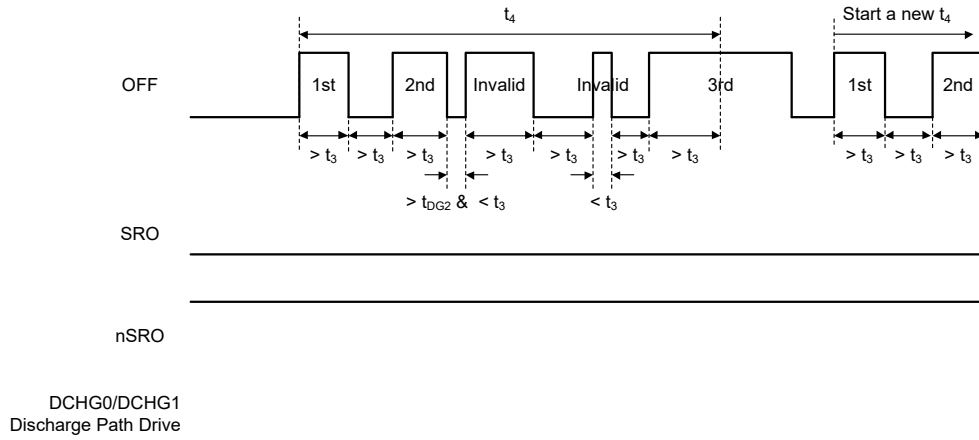 t4
Start a new t4
OFF
1st
2nd
Invalid
Invalid
3rd
1st
2nd
> t3
> t3
> t3
> t3
> t3
> t3
> t3
> t3
> t3
> t3
> tDG2 & < t3
< t3
SRO
nSRO
DCHG0/DCHG1
Discharge Path Drive